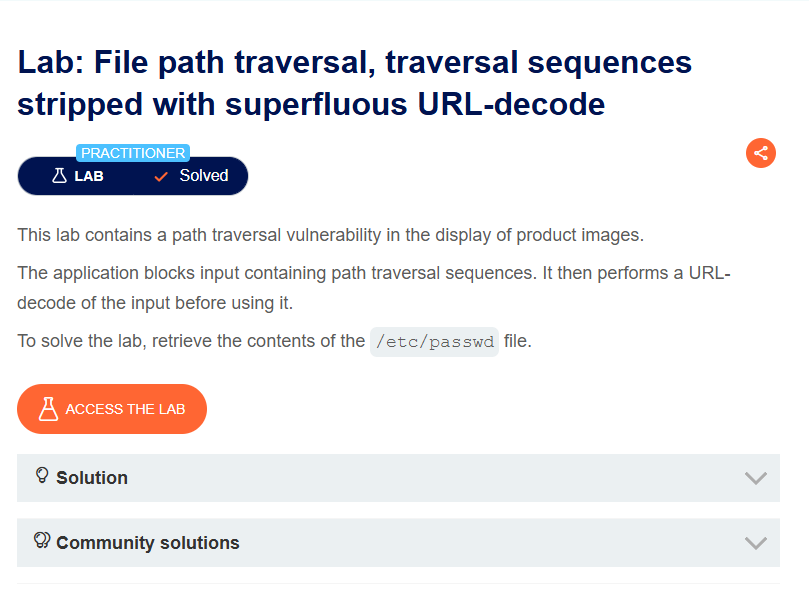 Lab: File path traversal, traversal sequences
stripped with superfluous URL-decode
PRACTITIONER
LAB
Solved
This lab contains a path traversal vulnerability in the display of product images.
The application blocks input containing path traversal sequences. It then performs a URL-
decode of the input before using it.
To solve the lab, retrieve the contents of the /etc/passwd file.
ACCESS THE LAB
Solution
Community solutions